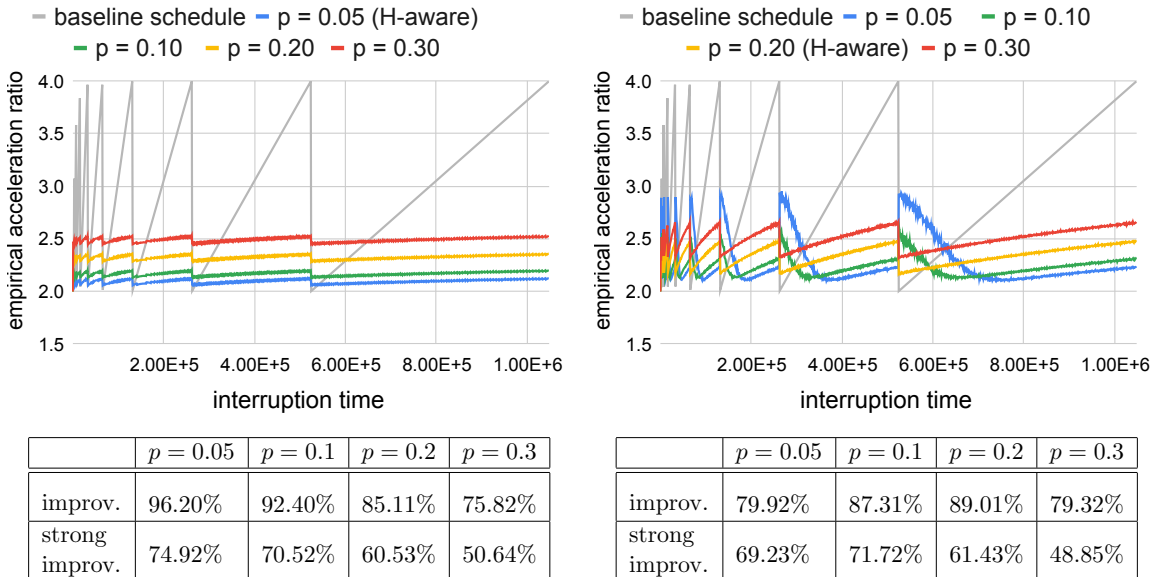 baseline schedule p = 0.05 (H-aware)
p = 0.10 p = 0.20 p = 0.30
empirical acceleration ratio
4.0
3.5
3.0
2.5
2.0
1.5
2.00E+5 4.00E+5 6.00E+5 8.00E+5 1.00E+6
interruption time
p = 0.05 p = 0.1 p = 0.2 p = 0.3
improv. 96.20% 92.40% 85.11% 75.82%
strong
improv. 74.92% 70.52% 60.53% 50.64%
baseline schedule p = 0.05 p = 0.10
p = 0.20 (H-aware) p = 0.30
empirical acceleration ratio
4.0
3.5
3.0
2.5
2.0
1.5
2.00E+5 4.00E+5 6.00E+5 8.00E+5 1.00E+6
interruption time
p = 0.05 p = 0.1 p = 0.2 p = 0.3
improv. 79.92% 87.31% 89.01% 79.32%
strong
improv. 69.23% 71.72% 61.43% 48.85%